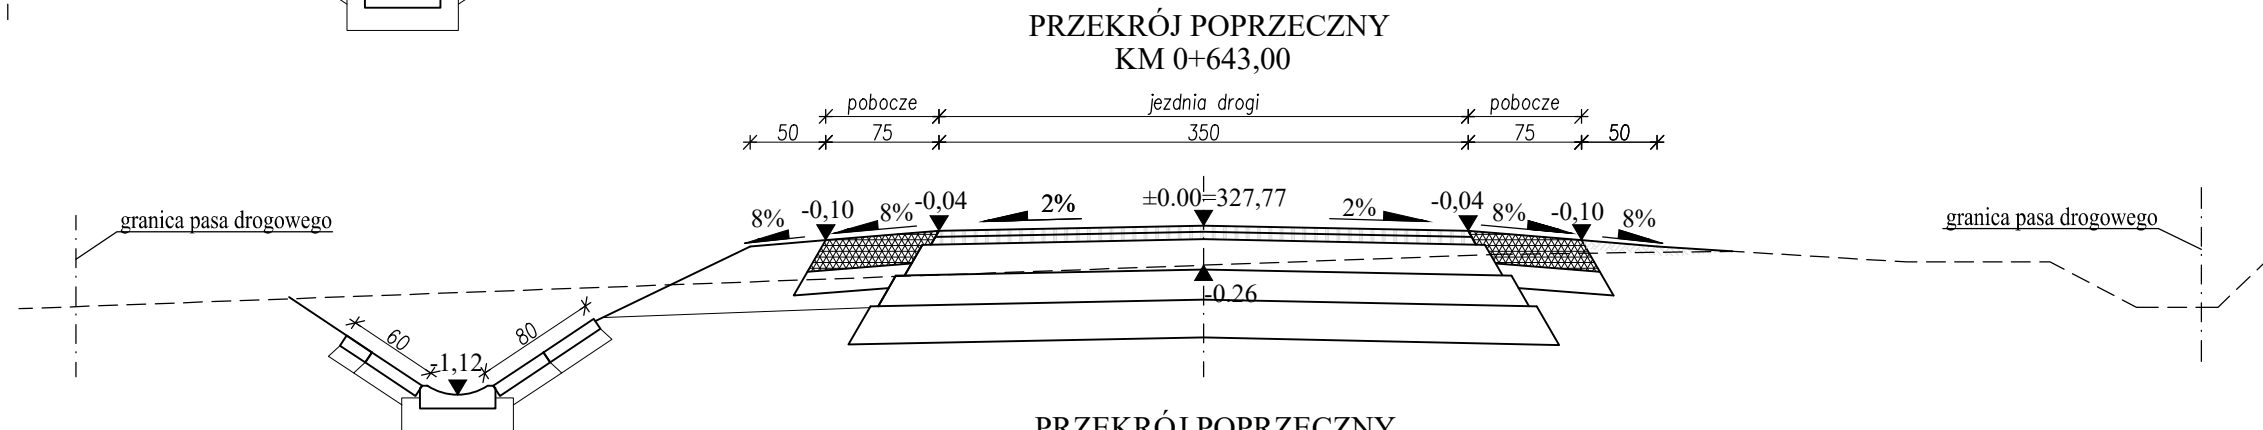 PRZEKRÓJ POPRZECZNY
KM 0+643,00
pobocze jezdnia drogi pobocze
50 75 350 75 50
granica pasa drogowego 8% -0,10 8% -0,04 2% ±0.00=327,77 2% -0,04 8% -0,10 8% granica pasa drogowego
-0.26
60 80
-1,12
PRZEKRÓJ POPRZECZNY